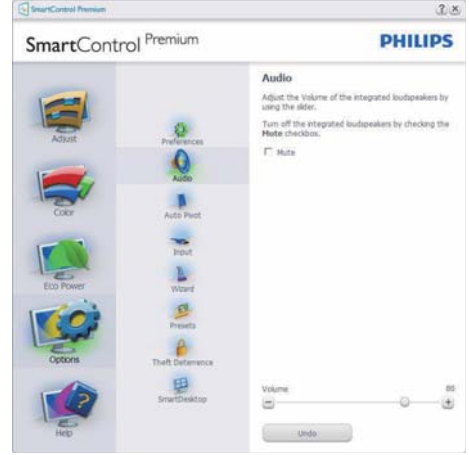 SmartControl Premium
SmartControl Premium
PHILIPS
Adjust
Color
Eco Power
Options
Help
Preferences
Audio
Auto Pivot
Input
Wizard
Presets
Theft Deterrence
SmartDesktop
Audio
Adjust the Volume of the integrated loudspeakers by
using the slider.
Turn off the integrated loudspeakers by checking the
Mute checkbox.
Mute
Volume 80
Undo